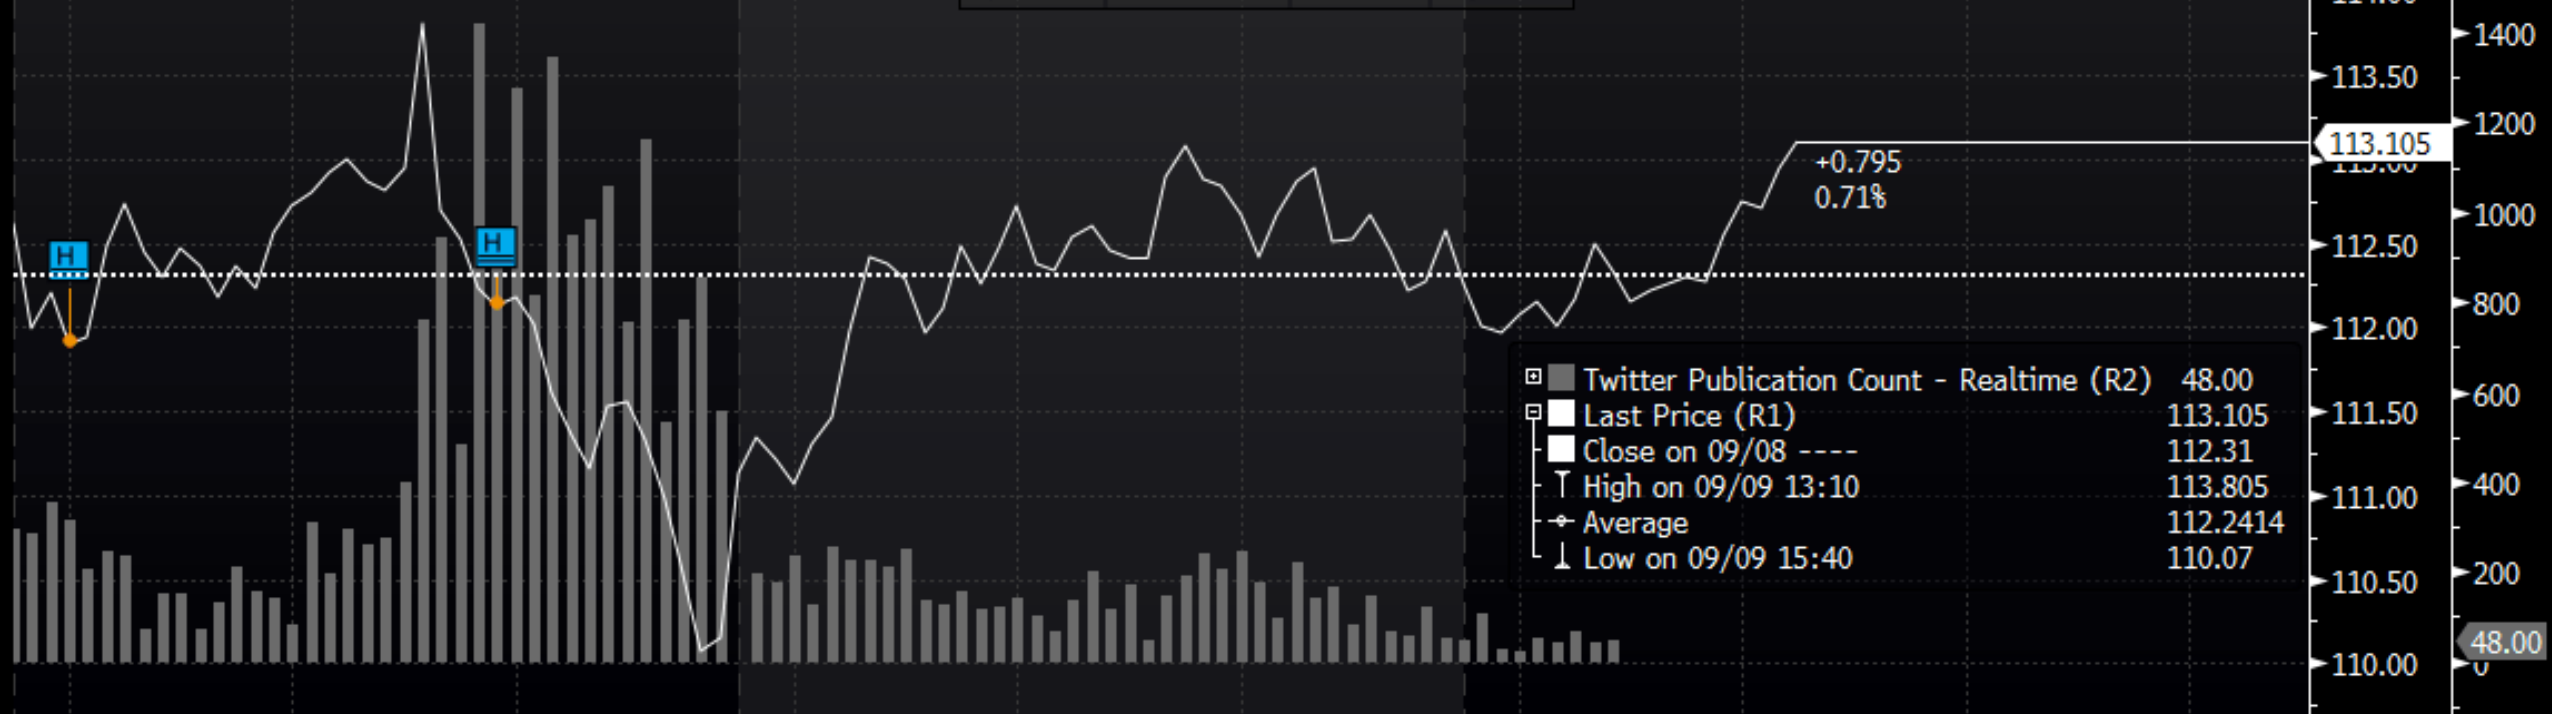 H
H
+0.795
0.71%
Twitter Publication Count - Realtime (R2) 48.00
Last Price (R1) 113.105
Close on 09/08 ---- 112.31
High on 09/09 13:10 113.805
Average 112.2414
Low on 09/09 15:40 110.07
113.50
113.105
112.50
112.00
111.50
111.00
110.50
110.00
1400
1200
1000
800
600
400
200
48.00
0